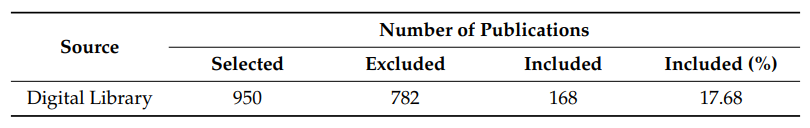 Source Number of Publications
Selected Excluded Included Included (%)
Digital Library 950 782 168 17.68